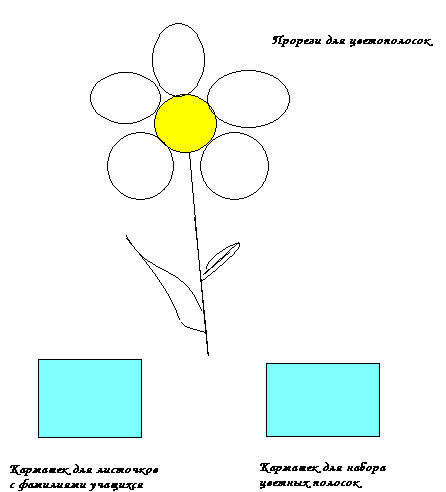 Прорези для цветополосок.
Кармашек для листочков
с фамилиями учащихся
Кармашек для набора
цветных полосок.